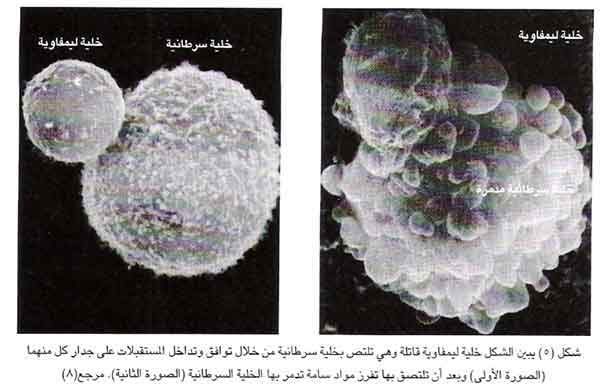 خلية ليمفاوية
خلية سرطانية
خلية ليمفاوية
خلية سرطانية مدمرة
شكل (٥) يبين الشكل خلية ليمفاوية قاتلة وهي تلتص بخلية سرطانية من خلال توافق وتداخل المستقبلات على جدار كل منهما
(الصورة الأولى) وبعد أن تلتصق بها تفرز مواد سامة تدمر بها الخلية السرطانية (الصورة الثانية). مرجع(٨)